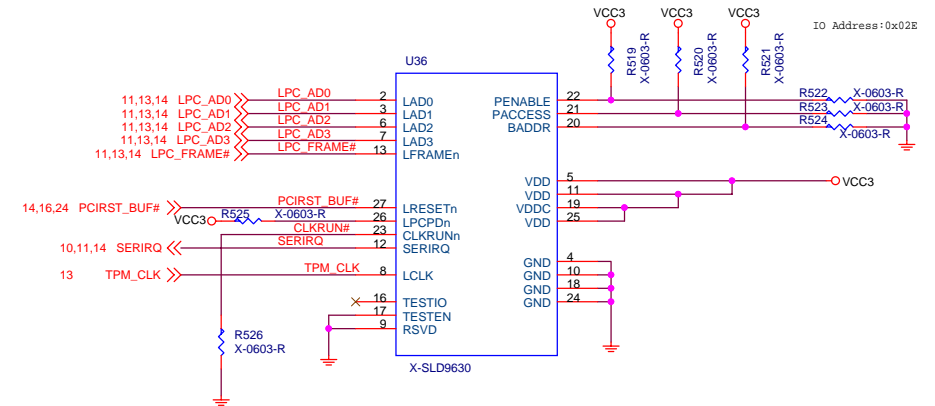 VCC3 VCC3 VCC3
IO Address:0x02E
R519
X-0603-R
R520
X-0603-R
R521
X-0603-R
U36
11,13,14 LPC_AD0 LPC_AD0 2 LAD0
11,13,14 LPC_AD1 LPC_AD1 3 LAD1
11,13,14 LPC_AD2 LPC_AD2 6 LAD2
11,13,14 LPC_AD3 LPC_AD3 7 LAD3
11,13,14 LPC_FRAME# LPC_FRAME# 13 LFRAMEn
PENABLE 22 R522 X-0603-R
PACCESS 21 R523 X-0603-R
BADDR 20 R524 X-0603-R
VDD 5 VCC3
VDD 11
VDDC 19
VDD 25
14,16,24 PCIRST_BUF# PCIRST_BUF# 27 LRESETn
VCC3 R525 X-0603-R 26 LPCPDn
CLKRUN# 23 CLKRUNn
10,11,14 SERIRQ SERIRQ 12 SERIRQ
13 TPM_CLK TPM_CLK 8 LCLK
GND 4
GND 10
GND 18
GND 24
16 TESTIO
17 TESTEN
9 RSVD
R526
X-0603-R
X-SLD9630